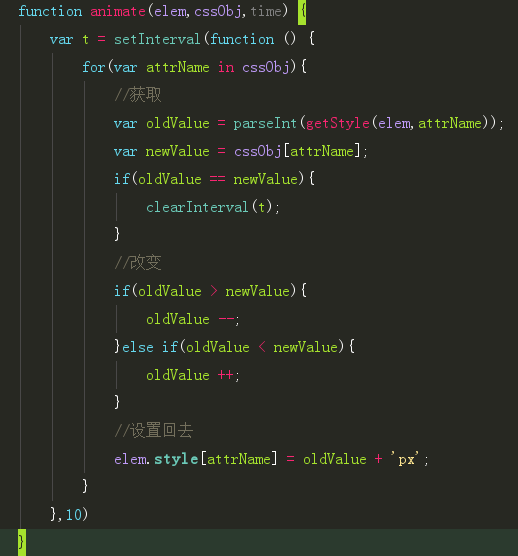 function animate(elem,cssObj,time) {
    var t = setInterval(function () {
        for(var attrName in cssObj){
            //获取
            var oldValue = parseInt(getStyle(elem,attrName));
            var newValue = cssObj[attrName];
            if(oldValue == newValue){
                clearInterval(t);
            }
            //改变
            if(oldValue > newValue){
                oldValue --;
            }else if(oldValue < newValue){
                oldValue ++;
            }
            //设置回去
            elem.style[attrName] = oldValue + 'px';
        }
    },10)
}